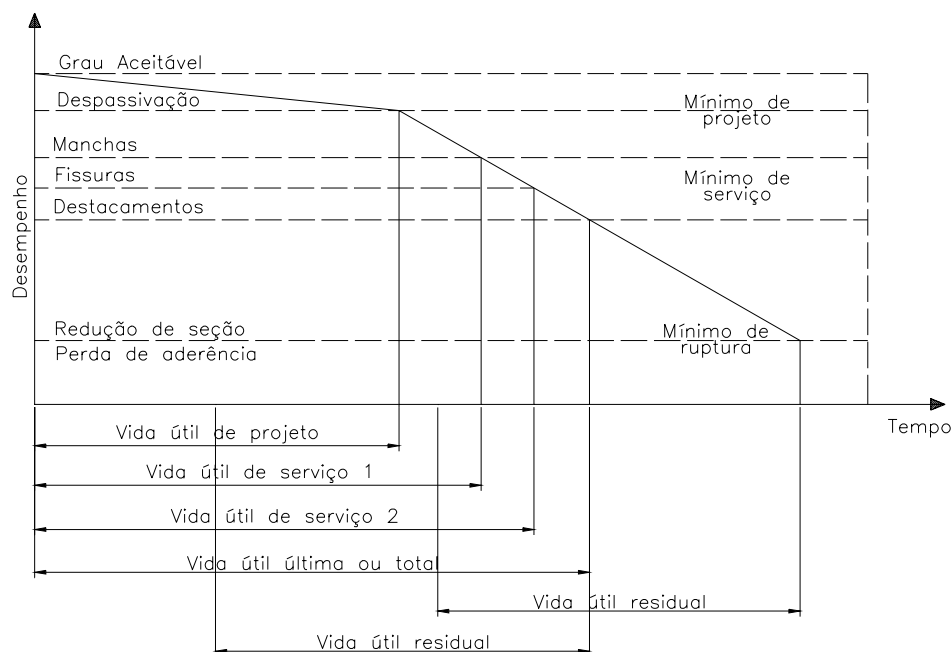 Grau Aceitável
Despassivação
Mínimo de
projeto
Manchas
Fissuras
Mínimo de
serviço
Destacamentos
Desempenho
Redução de seção
Mínimo de
ruptura
Perda de aderência
Tempo
Vida útil de projeto
Vida útil de serviço 1
Vida útil de serviço 2
Vida útil última ou total
Vida útil residual
Vida útil residual